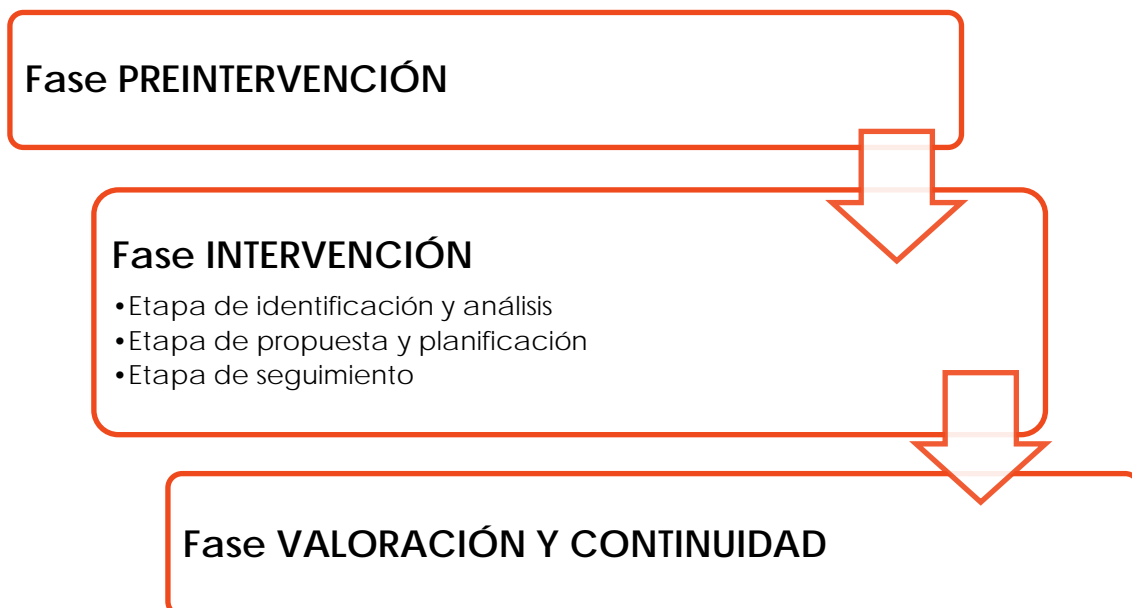 Fase PREINTERVENCIÓN
Fase INTERVENCIÓN
•Etapa de identificación y análisis
•Etapa de propuesta y planificación
•Etapa de seguimiento
Fase VALORACIÓN Y CONTINUIDAD